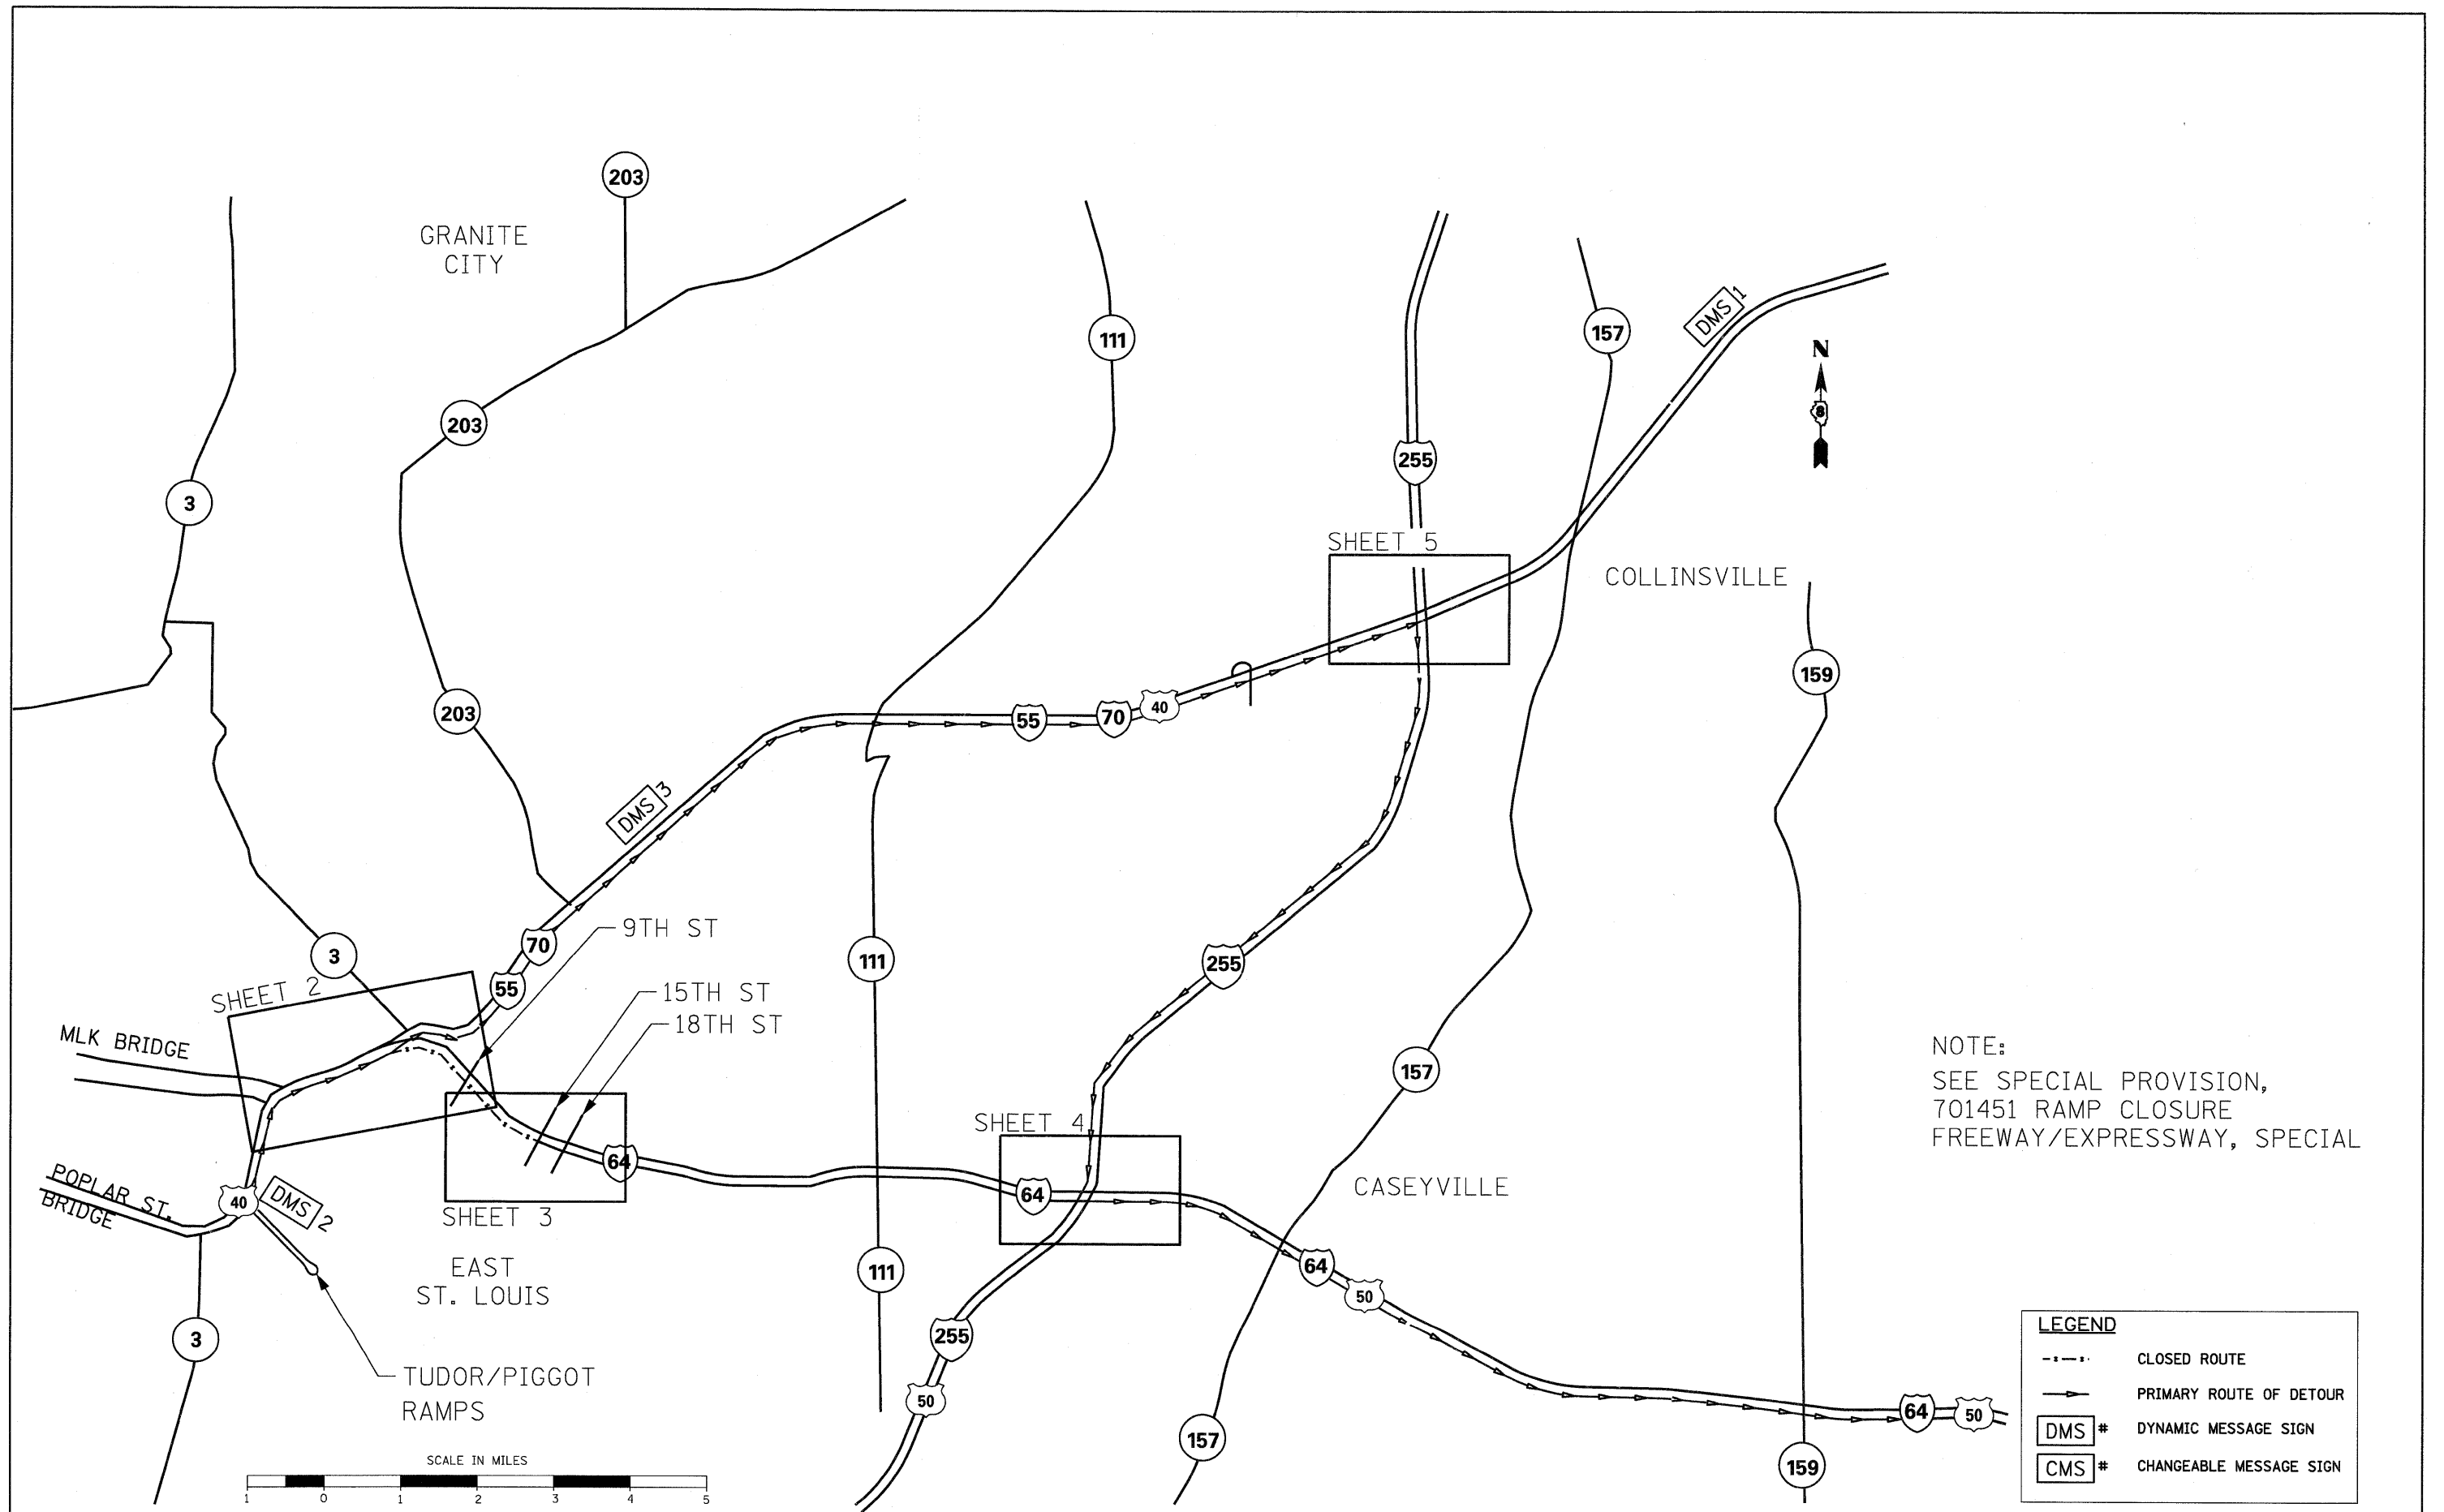 203
GRANITE
CITY
DMS 1
111
157
N
8
203
255
3
SHEET 5
COLLINSVILLE
159
203
55
70
40
DMS 3
9TH ST
70
3
111
255
55
15TH ST
SHEET 2
18TH ST
MLK BRIDGE
NOTE:
SEE SPECIAL PROVISION,
701451 RAMP CLOSURE
FREEWAY/EXPRESSWAY, SPECIAL
157
SHEET 4
64
64
CASEYVILLE
POPLAR ST.
BRIDGE
40
DMS 2
SHEET 3
EAST
ST. LOUIS
111
64
50
3
255
TUDOR/PIGGOT
RAMPS
50
64
50
157
159
SCALE IN MILES
1 0 1 2 3 4 5
LEGEND
CLOSED ROUTE
PRIMARY ROUTE OF DETOUR
DMS # DYNAMIC MESSAGE SIGN
CMS # CHANGEABLE MESSAGE SIGN